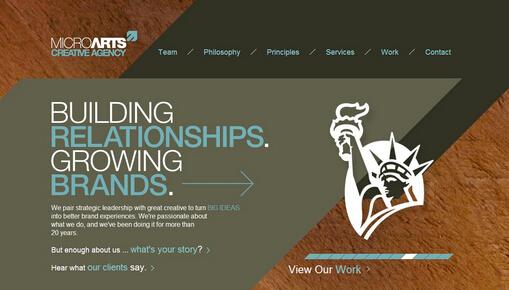 MICROARTS
CREATIVE AGENCY
Team / Philosophy / Principles / Services / Work / Contact
BUILDING
RELATIONSHIPS.
GROWING
BRANDS.
We pair strategic leadership with great creative to turn BIG IDEAS
into better brand experiences. We're passionate about
what we do, and we've been doing it for more than
20 years.
But enough about us ... what's your story? >
Hear what our clients say. >
View Our Work >